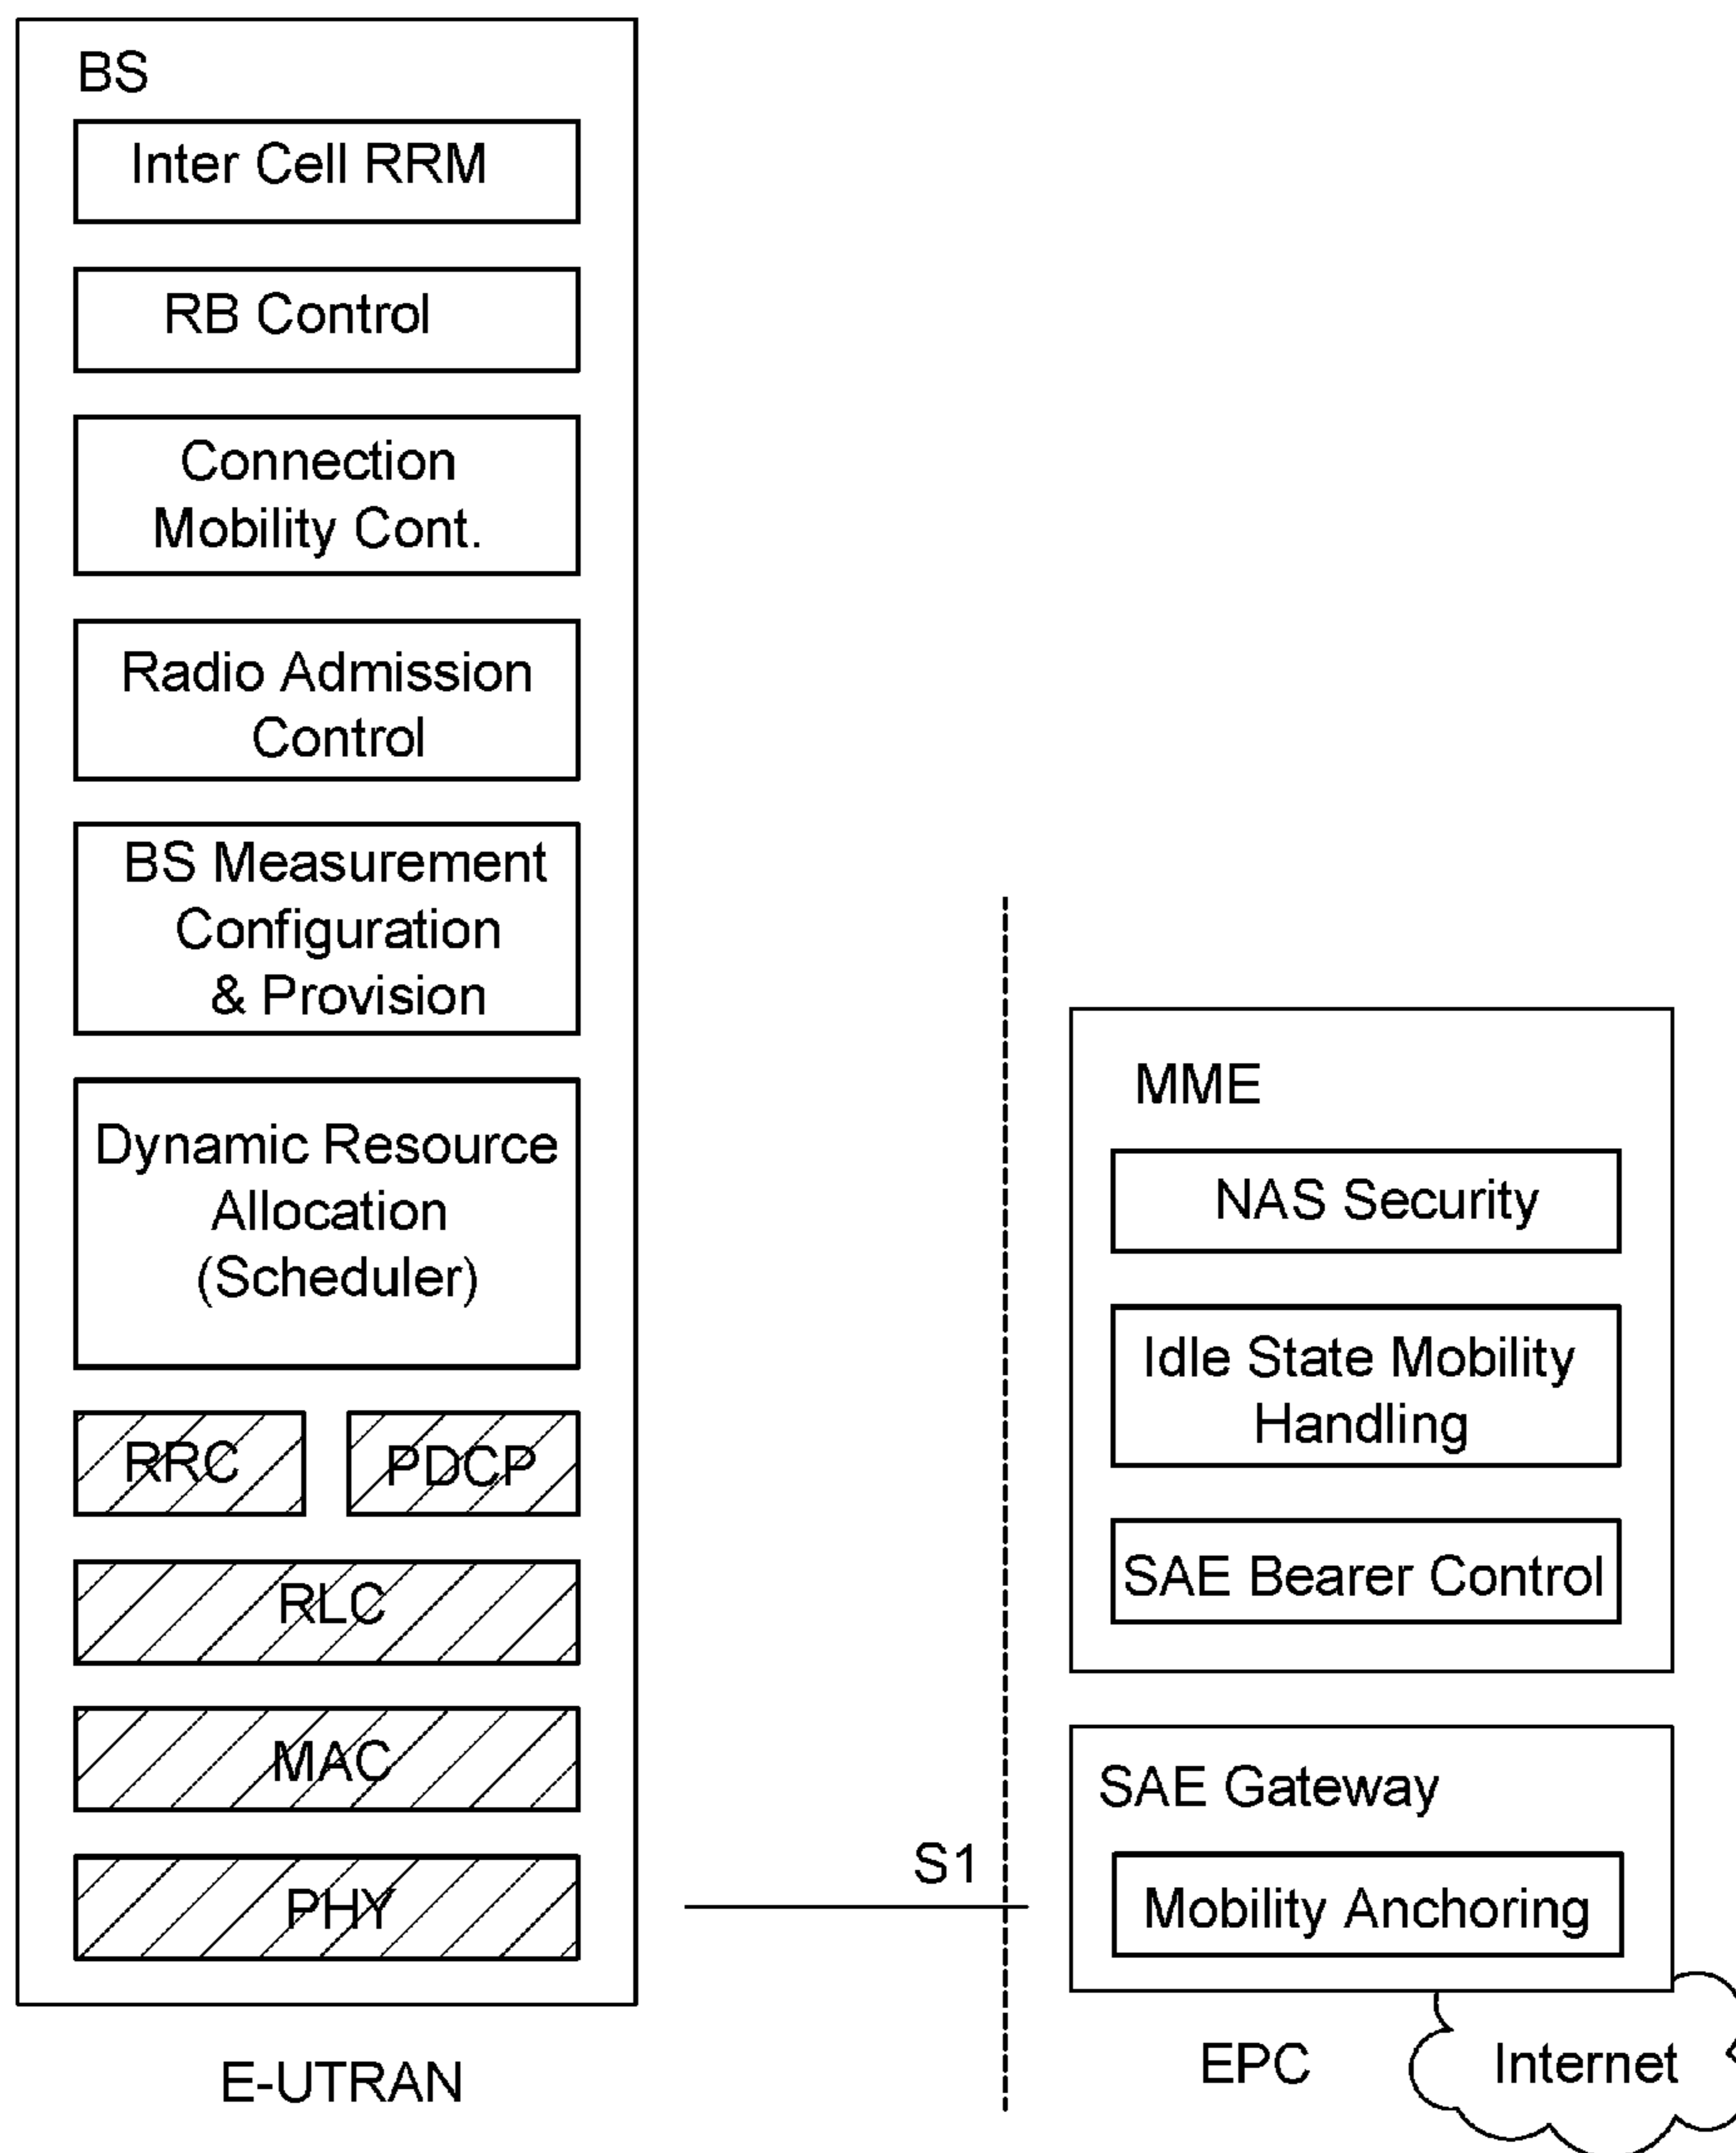 BS
Inter Cell RRM
RB Control
Connection
Mobility Cont.
Radio Admission
Control
BS Measurement
Configuration
& Provision
Dynamic Resource
Allocation
(Scheduler)
RRC
PDCP
RLC
MAC
PHY
E-UTRAN
S1
MME
NAS Security
Idle State Mobility
Handling
SAE Bearer Control
SAE Gateway
Mobility Anchoring
EPC
Internet